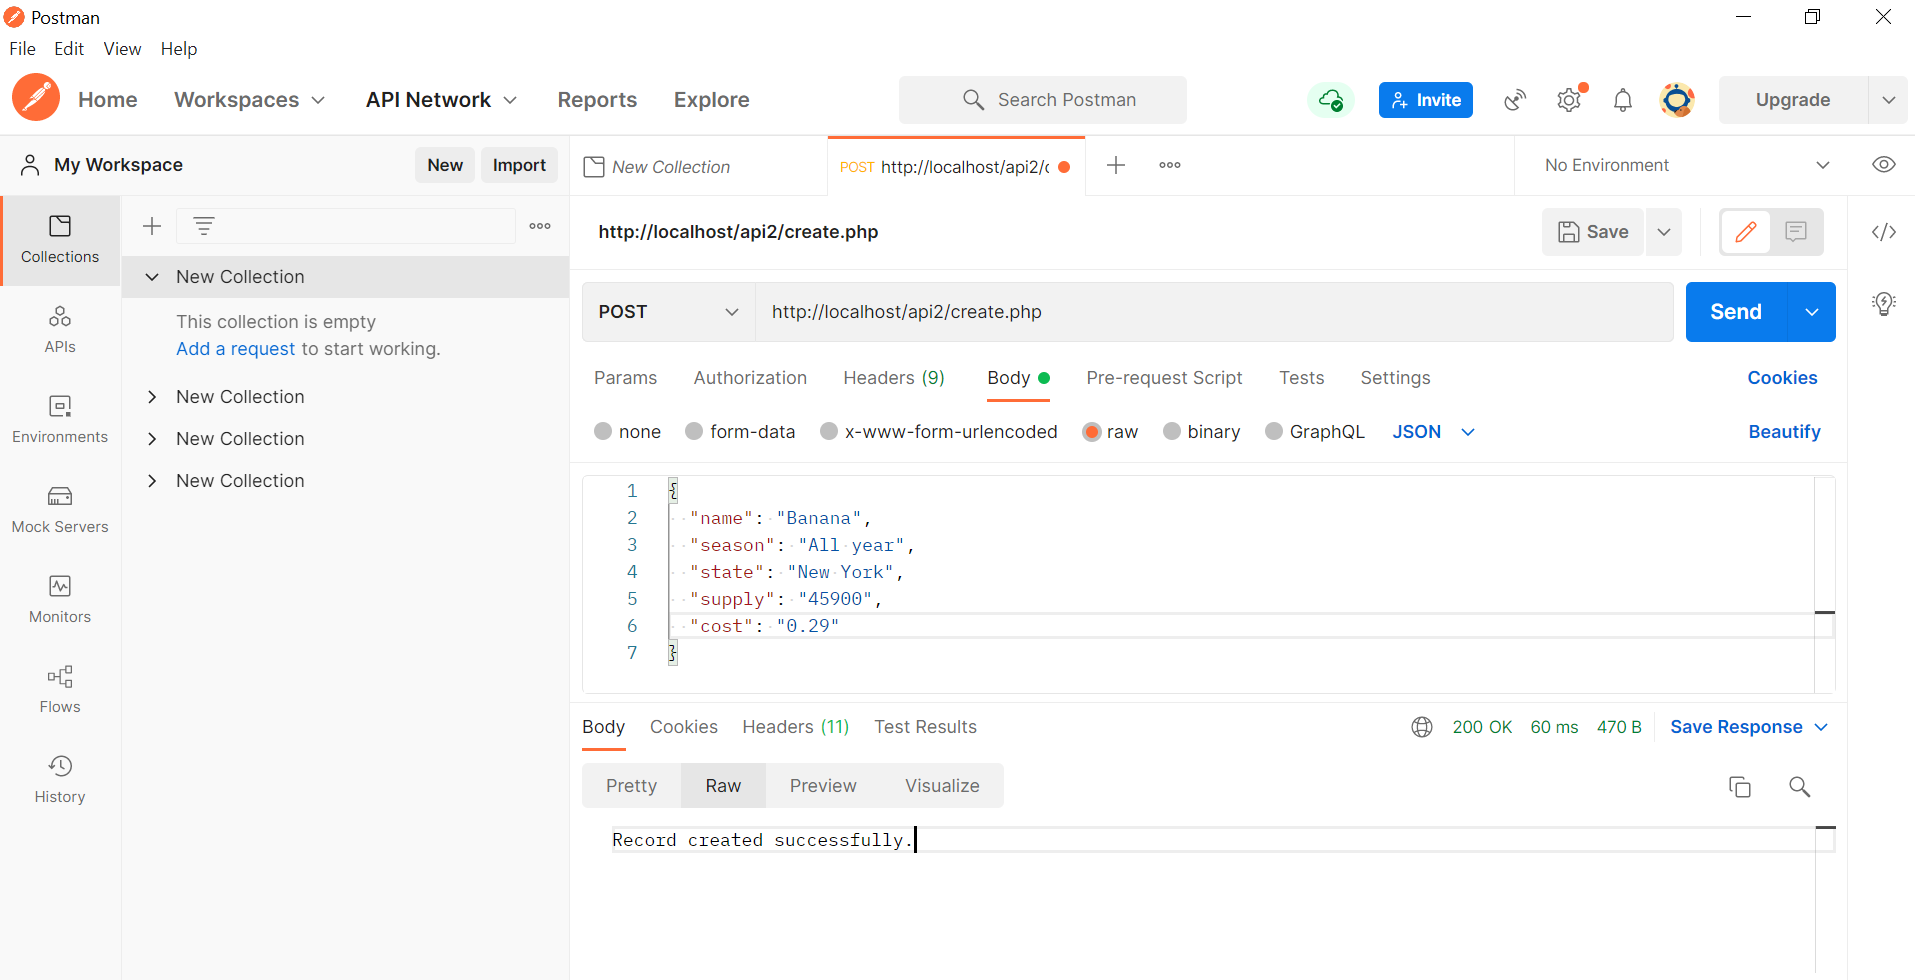 Postman
File Edit View Help
Home Workspaces API Network Reports Explore Search Postman Invite Upgrade
My Workspace New Import New Collection POST http://localhost/api2/c No Environment
http://localhost/api2/create.php Save
Collections
New Collection
This collection is empty
Add a request to start working.
New Collection
New Collection
New Collection
APIs
Environments
Mock Servers
Monitors
Flows
History
POST http://localhost/api2/create.php Send
Params Authorization Headers (9) Body Pre-request Script Tests Settings Cookies
none form-data x-www-form-urlencoded raw binary GraphQL JSON Beautify
1 {
2 "name": "Banana",
3 "season": "All year",
4 "state": "New York",
5 "supply": "45900",
6 "cost": "0.29"
7 }
Body Cookies Headers (11) Test Results 200 OK 60 ms 470 B Save Response
Pretty Raw Preview Visualize
Record created successfully.